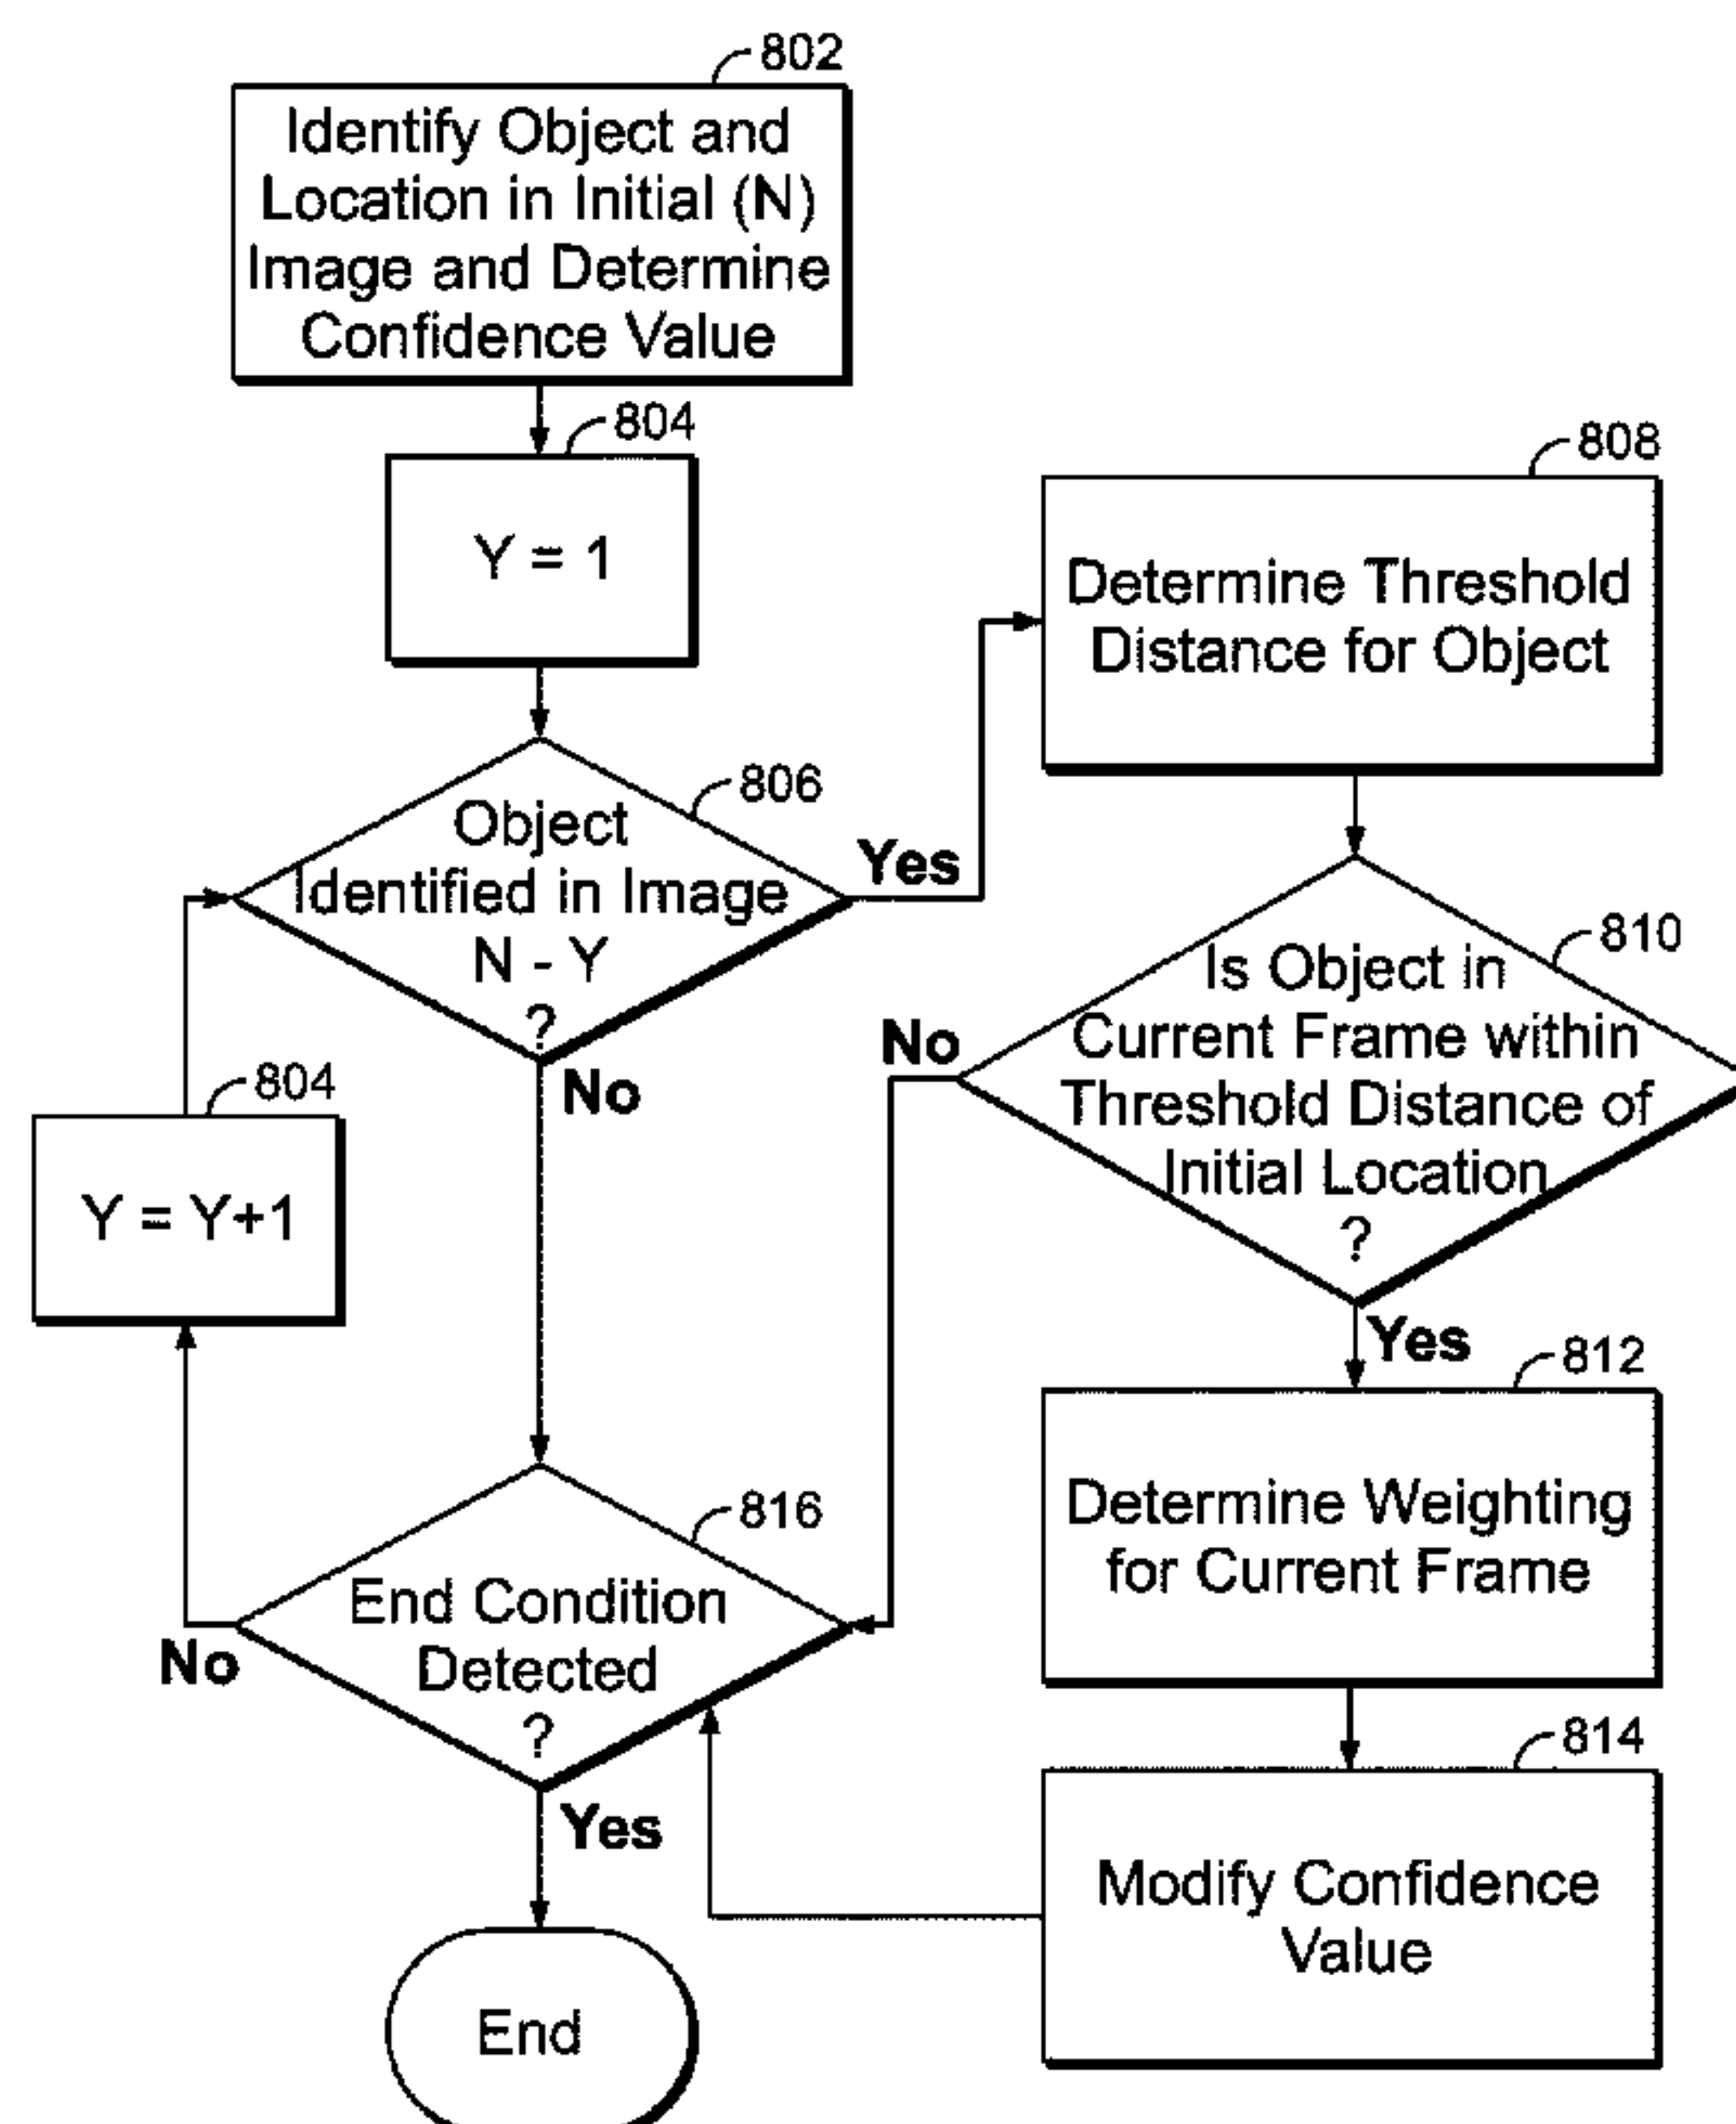 802
Identify Object and
Location in Initial (N)
Image and Determine
Confidence Value
804
Y = 1
806
Object
Identified in Image
N - Y
?
Yes
No
804
Y = Y+1
808
Determine Threshold
Distance for Object
810
Is Object in
Current Frame within
Threshold Distance of
Initial Location
?
No
Yes
812
Determine Weighting
for Current Frame
814
Modify Confidence
Value
816
End Condition
Detected
?
No
Yes
End